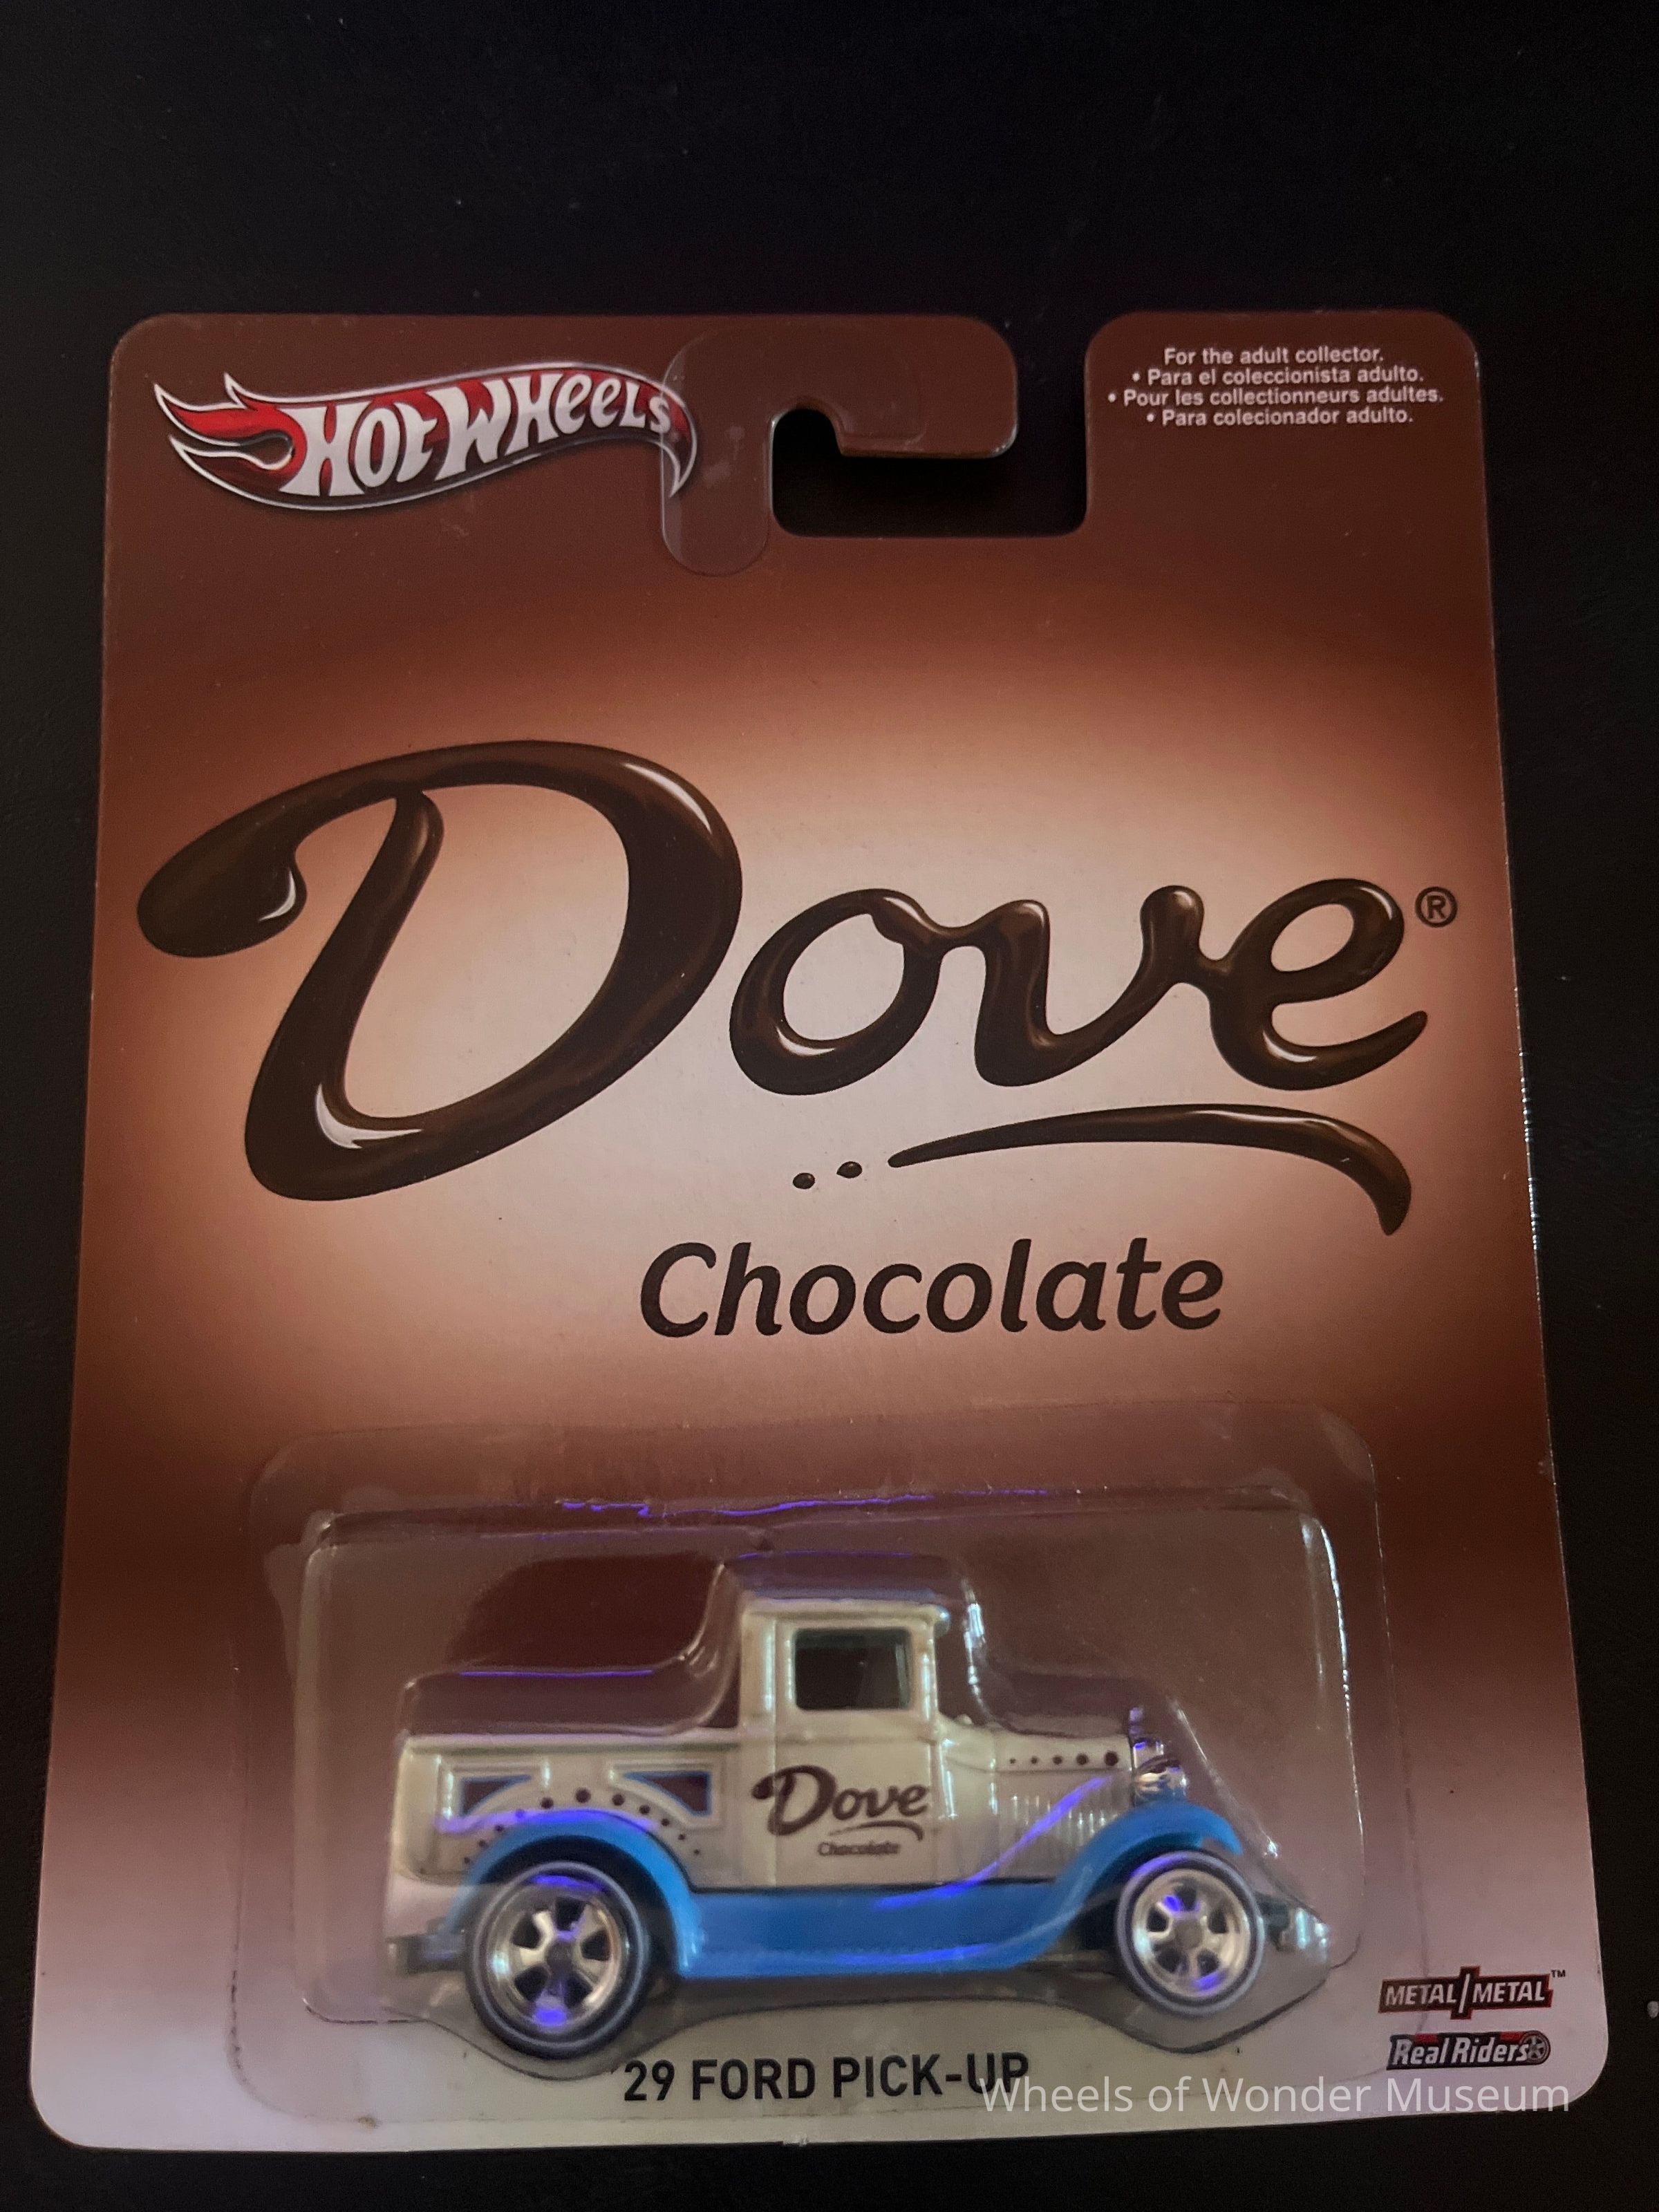 HOT WHEELS
For the adult collector.
• Para el coleccionista adulto.
• Pour les collectionneurs adultes.
• Para colecionador adulto.
Dove®
Chocolate
Dove
Chocolate
METAL/METAL™
Real Riders
'29 FORD PICK-UP
Wheels of Wonder Museum